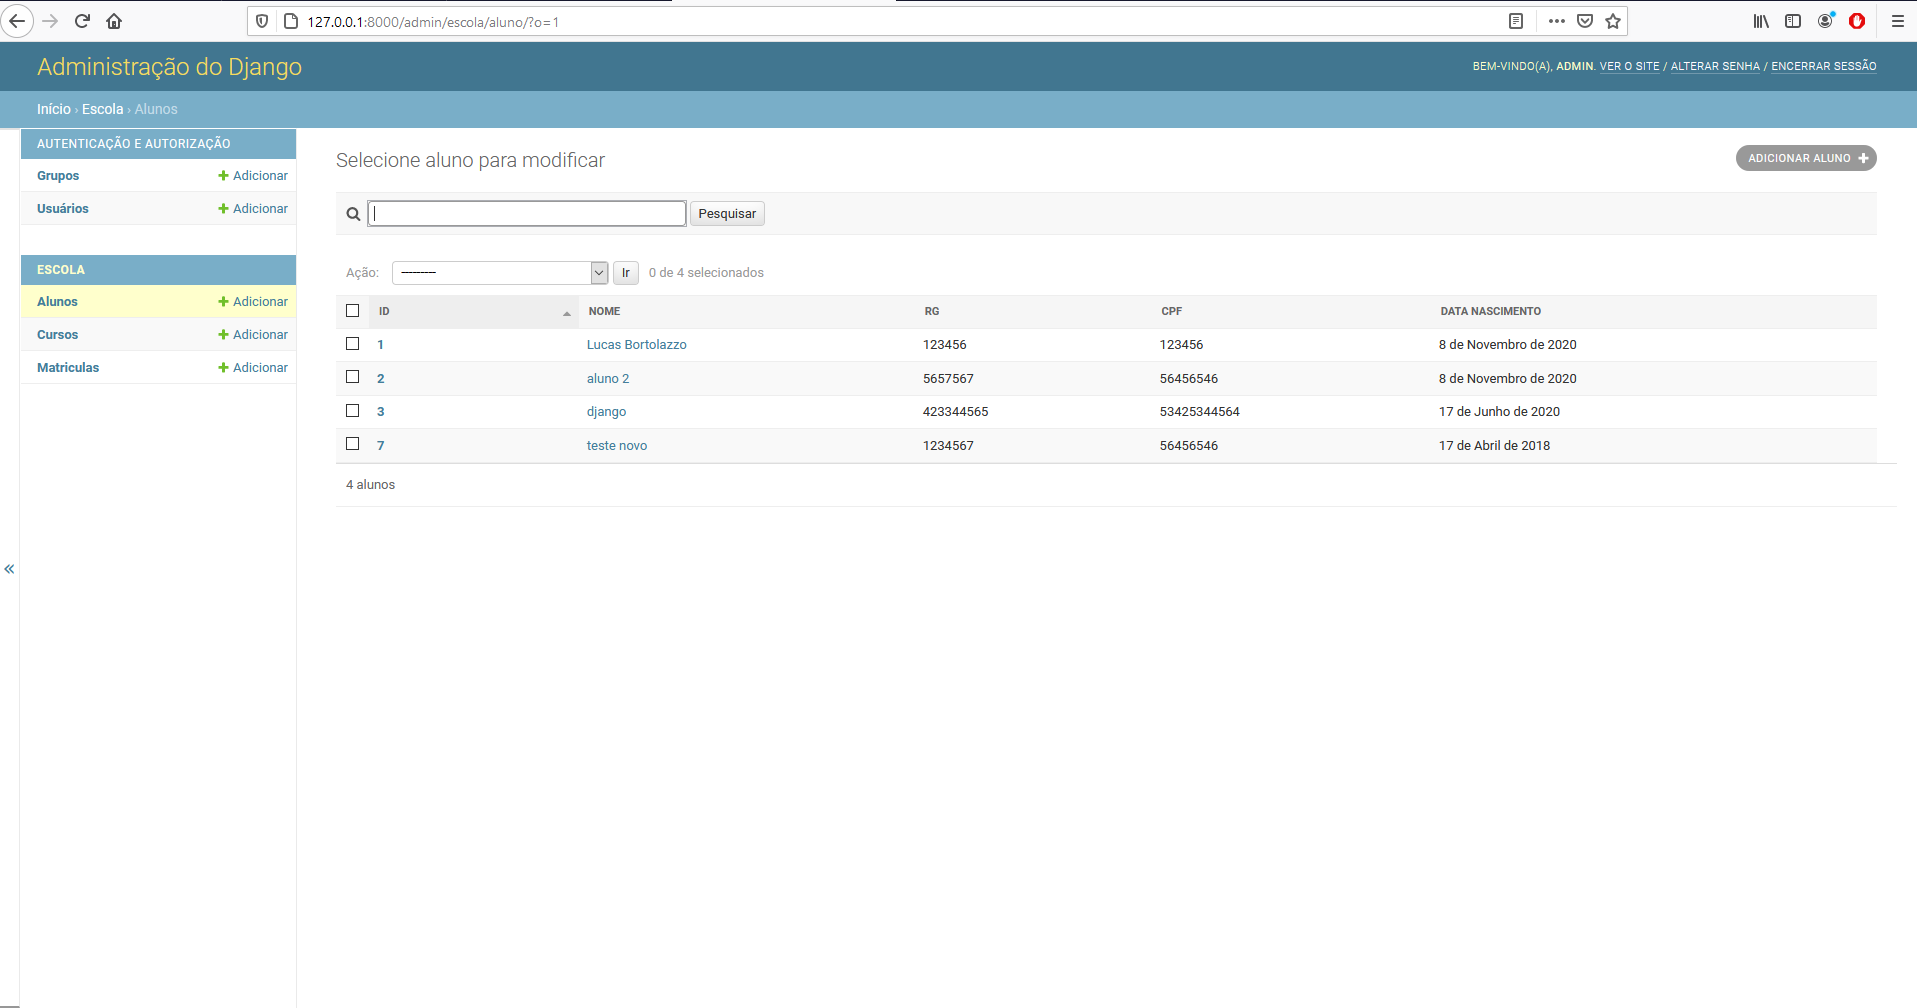 127.0.0.1:8000/admin/escola/aluno/?o=1
Administração do Django
BEM-VINDO(A), ADMIN. VER O SITE / ALTERAR SENHA / ENCERRAR SESSÃO
Início › Escola › Alunos
AUTENTICAÇÃO E AUTORIZAÇÃO
Grupos + Adicionar
Usuários + Adicionar
ESCOLA
Alunos + Adicionar
Cursos + Adicionar
Matriculas + Adicionar
Selecione aluno para modificar
ADICIONAR ALUNO +
Pesquisar
Ação: --------- Ir 0 de 4 selecionados
ID NOME RG CPF DATA NASCIMENTO
1 Lucas Bortolazzo 123456 123456 8 de Novembro de 2020
2 aluno 2 5657567 56456546 8 de Novembro de 2020
3 django 423344565 53425344564 17 de Junho de 2020
7 teste novo 1234567 56456546 17 de Abril de 2018
4 alunos
«